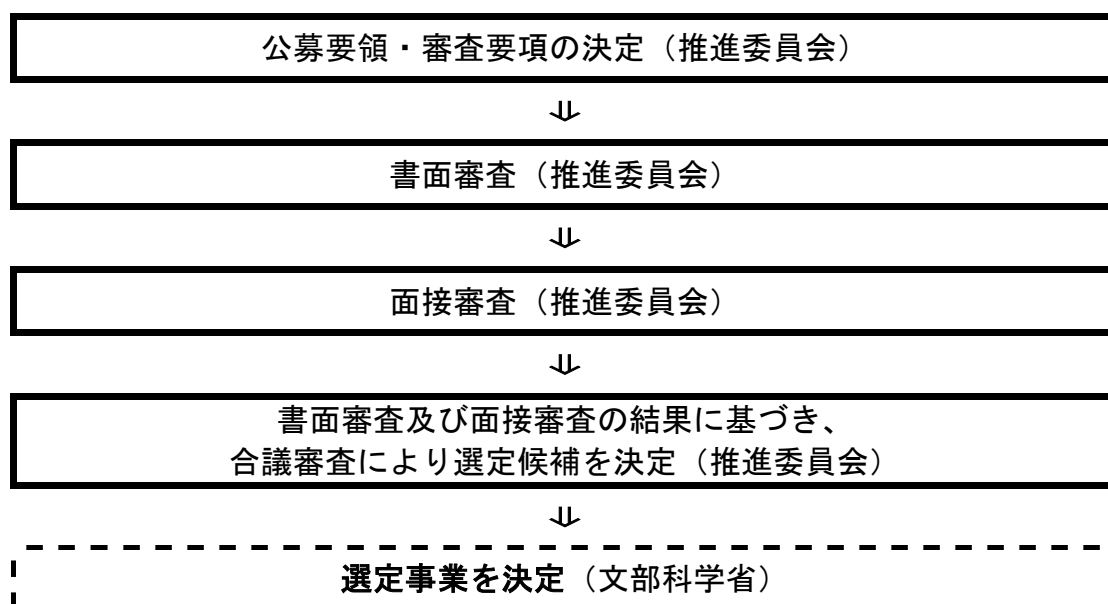 公募要領・審査要項の決定（推進委員会）
⇓
書面審査（推進委員会）
⇓
面接審査（推進委員会）
⇓
書面審査及び面接審査の結果に基づき、
合議審査により選定候補を決定（推進委員会）
⇓
選定事業を決定（文部科学省）